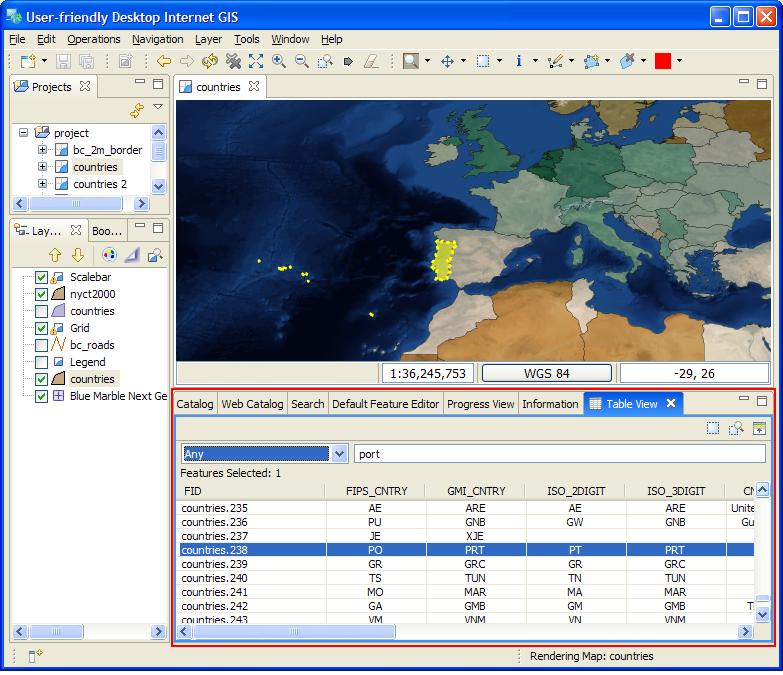 User-friendly Desktop Internet GIS
File Edit Operations Navigation Layer Tools Window Help
Projects
project
bc_2m_border
countries
countries 2
countries
Lay... Boo...
Scalebar
nyct2000
countries
Grid
bc_roads
Legend
countries
Blue Marble Next Ge
1:36,245,753 WGS 84 -29, 26
Catalog Web Catalog Search Default Feature Editor Progress View Information Table View
Any port
Features Selected: 1
FID FIPS_CNTRY GMI_CNTRY ISO_2DIGIT ISO_3DIGIT CN
countries.235 AE ARE AE ARE Unite
countries.236 PU GNB GW GNB Gu
countries.237 JE XJE
countries.238 PO PRT PT PRT
countries.239 GR GRC GR GRC
countries.240 TS TUN TN TUN
countries.241 MO MAR MA MAR
countries.242 GA GMB GM GMB T
countries.243 VM VNM VN VNM
Rendering Map: countries